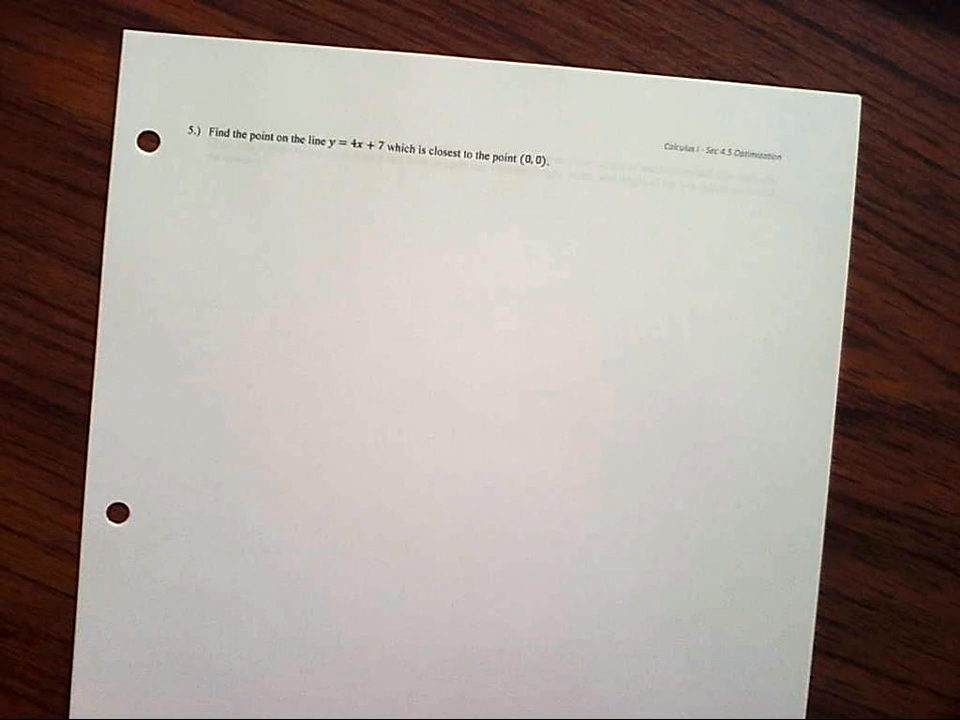 Calculus I - Sec 4.5 Optimization
5.) Find the point on the line y = 4x + 7 which is closest to the point (0, 0).